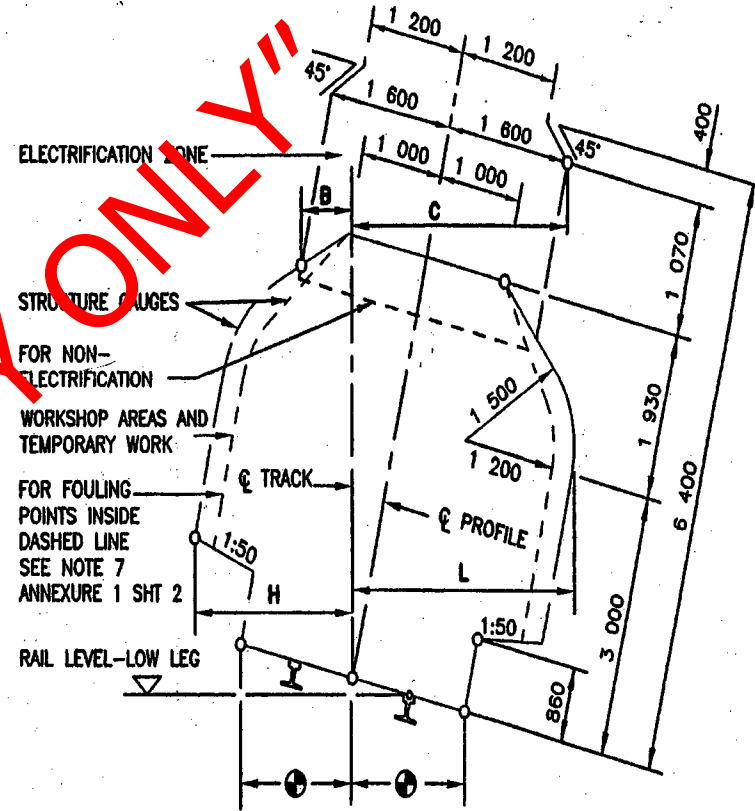 1 200
1 200
45°
1 600
1 600
45°
400
1 000
1 000
ELECTRIFICATION ZONE
B
C
1 070
STRUCTURE GAUGES
FOR NON-
ELECTRIFICATION
1 500
1 930
WORKSHOP AREAS AND
TEMPORARY WORK
1 200
6 400
℄ TRACK
FOR FOULING
POINTS INSIDE
DASHED LINE
SEE NOTE 7
ANNEXURE 1 SHT 2
℄ PROFILE
1:50
H
L
1:50
3 000
RAIL LEVEL-LOW LEG
860
Y ONLY"